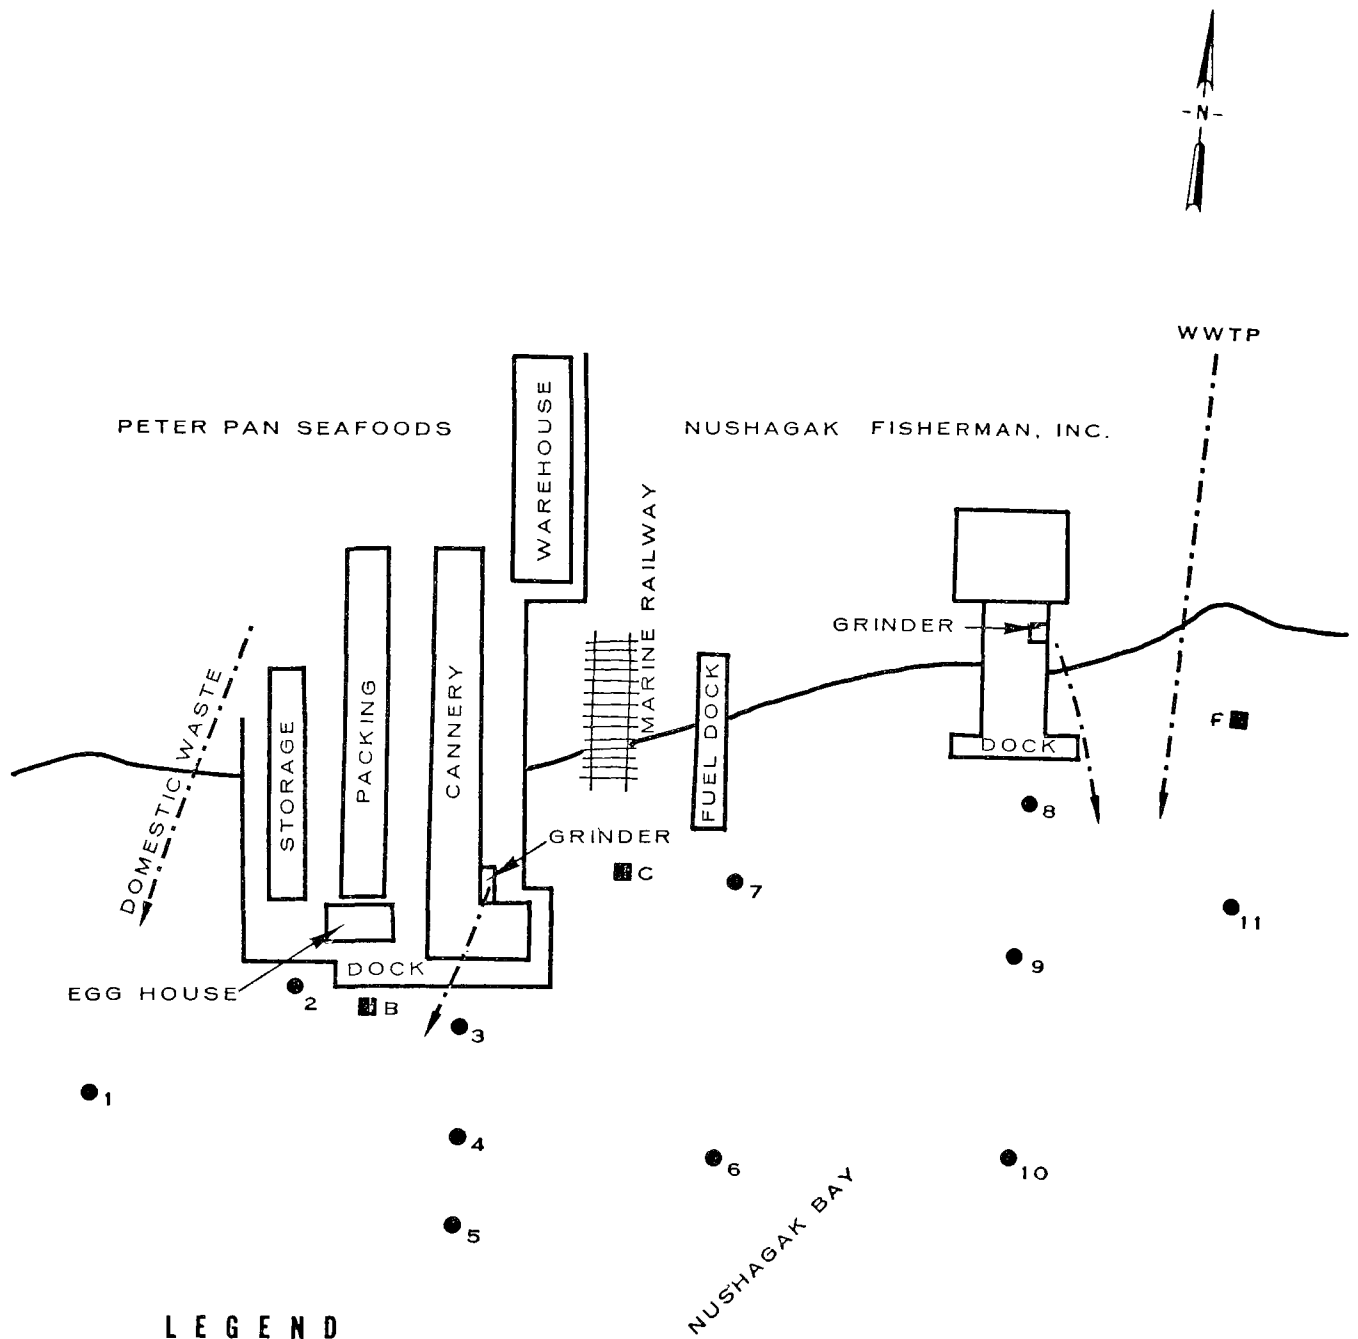 -N-
WWTP
PETER PAN SEAFOODS
NUSHAGAK FISHERMAN, INC.
WAREHOUSE
MARINE RAILWAY
GRINDER
DOMESTIC WASTE
STORAGE
PACKING
CANNERY
FUEL DOCK
DOCK
F
8
GRINDER
C
7
11
9
DOCK
EGG HOUSE
2
B
3
1
4
6
10
5
NUSHAGAK BAY
LEGEND